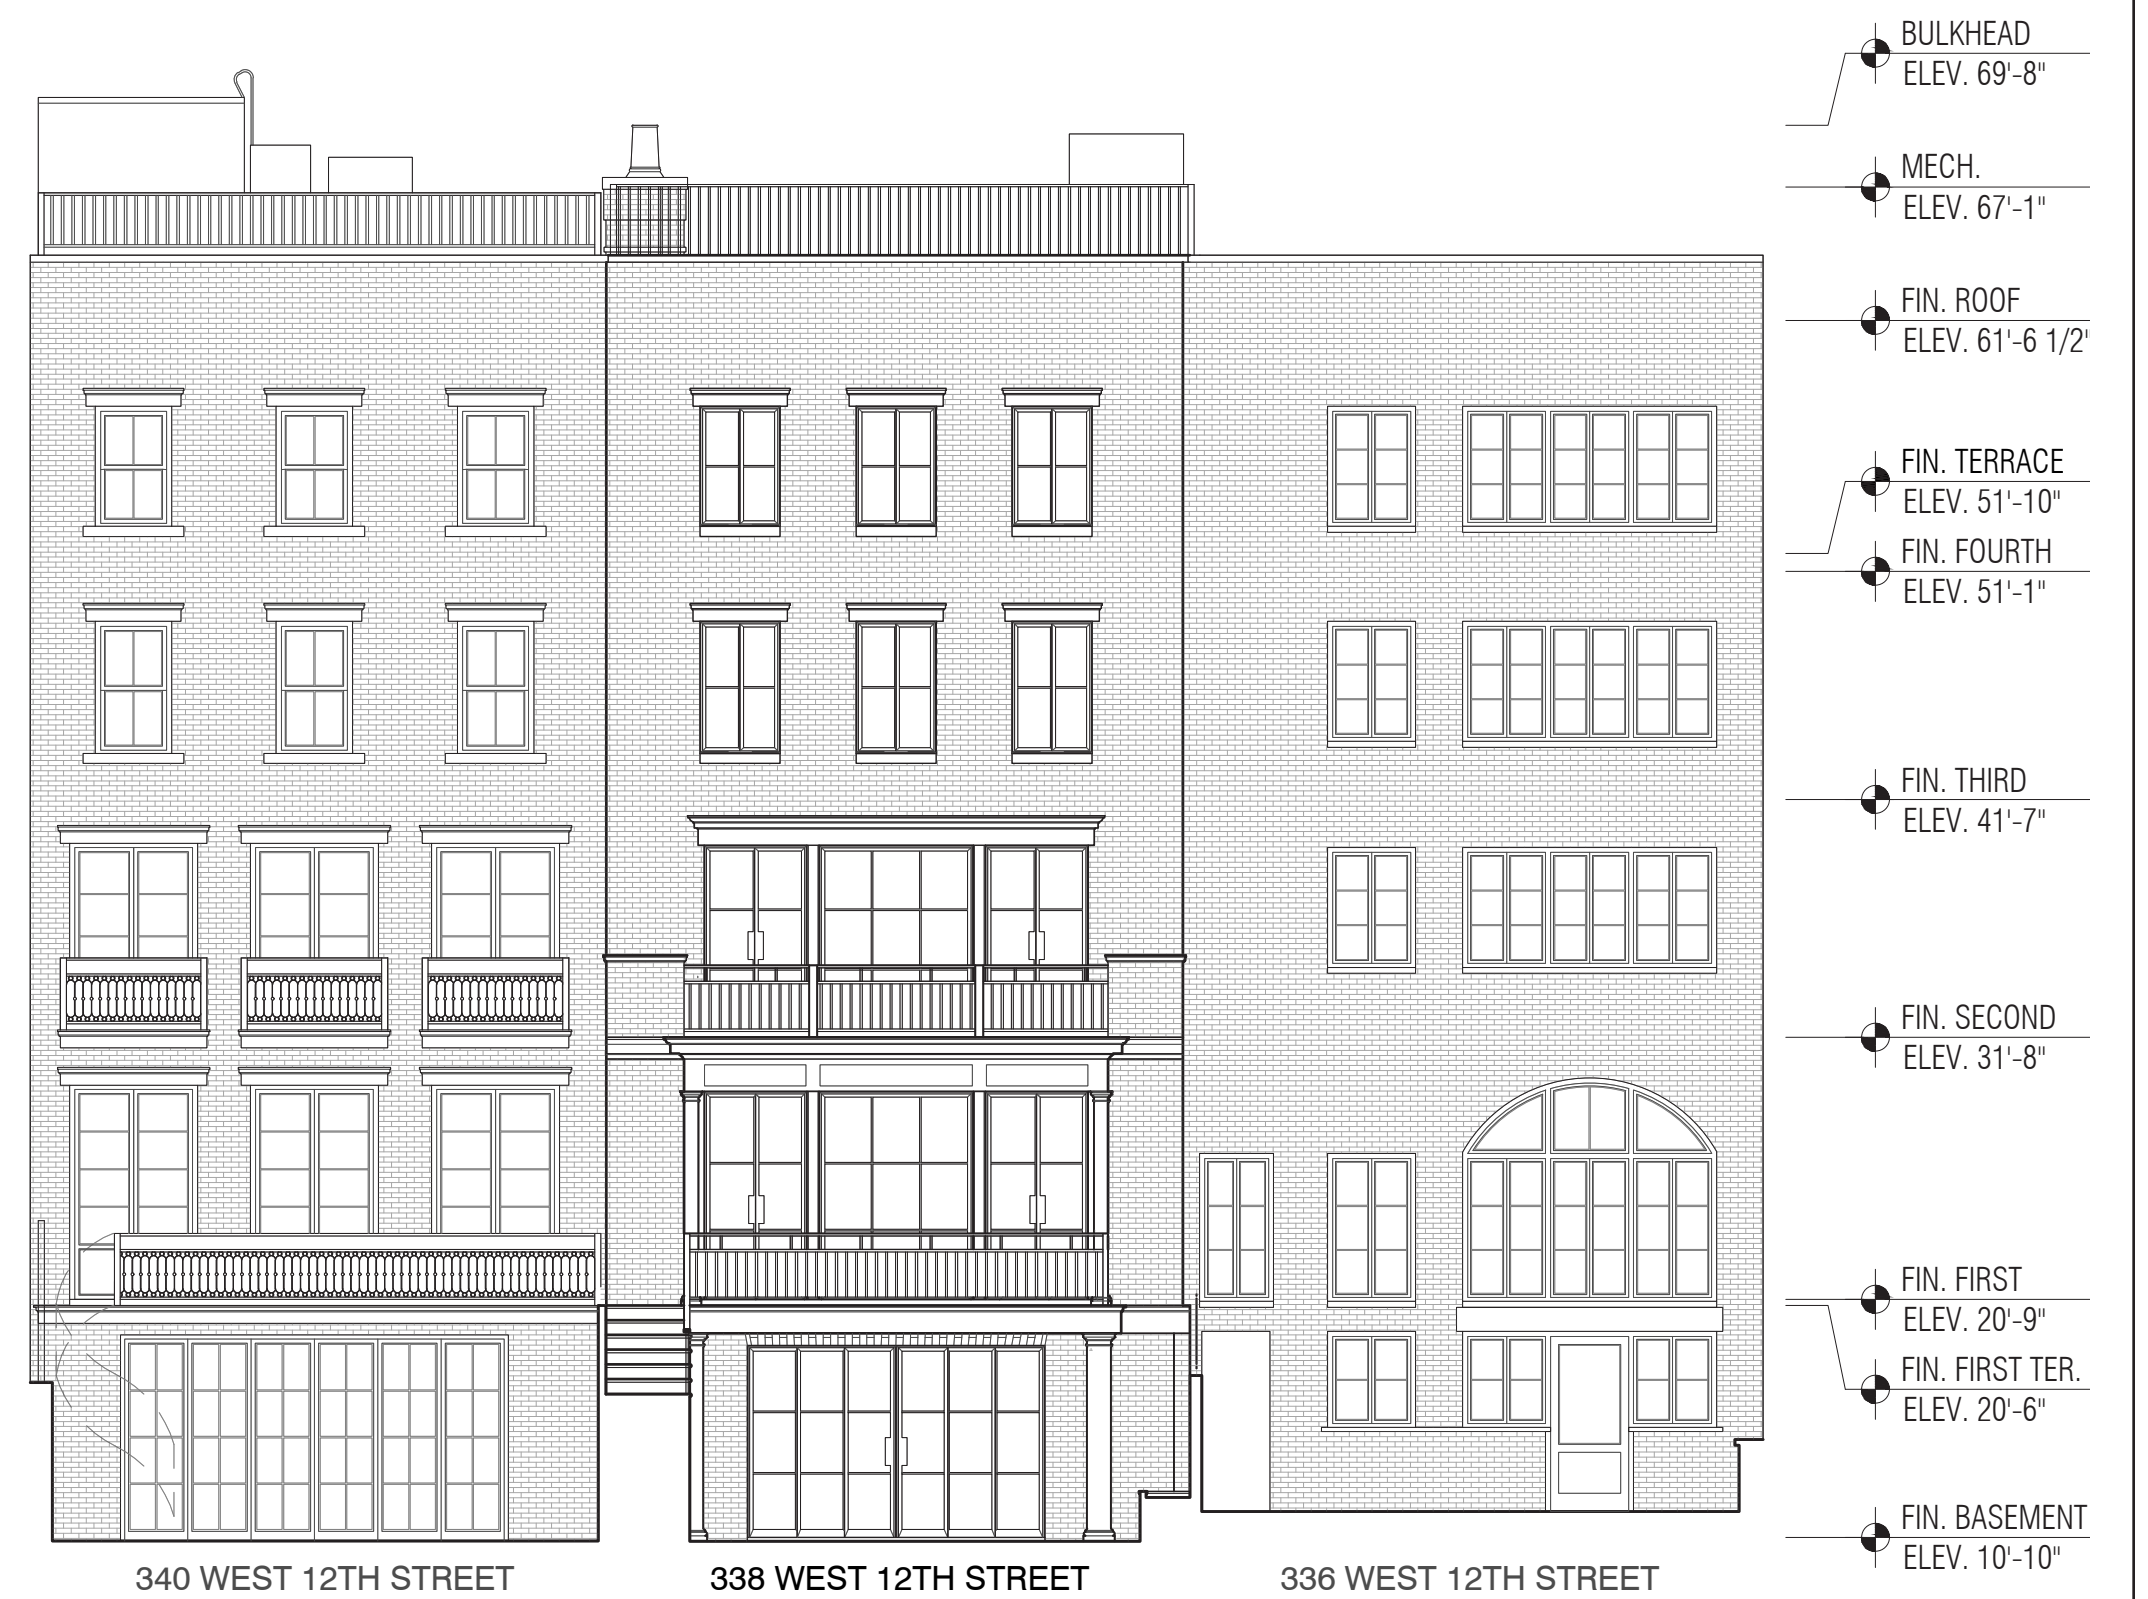 BULKHEAD
ELEV. 69'-8"
MECH.
ELEV. 67'-1"
FIN. ROOF
ELEV. 61'-6 1/2"
FIN. TERRACE
ELEV. 51'-10"
FIN. FOURTH
ELEV. 51'-1"
FIN. THIRD
ELEV. 41'-7"
FIN. SECOND
ELEV. 31'-8"
FIN. FIRST
ELEV. 20'-9"
FIN. FIRST TER.
ELEV. 20'-6"
FIN. BASEMENT
ELEV. 10'-10"
340 WEST 12TH STREET
338 WEST 12TH STREET
336 WEST 12TH STREET